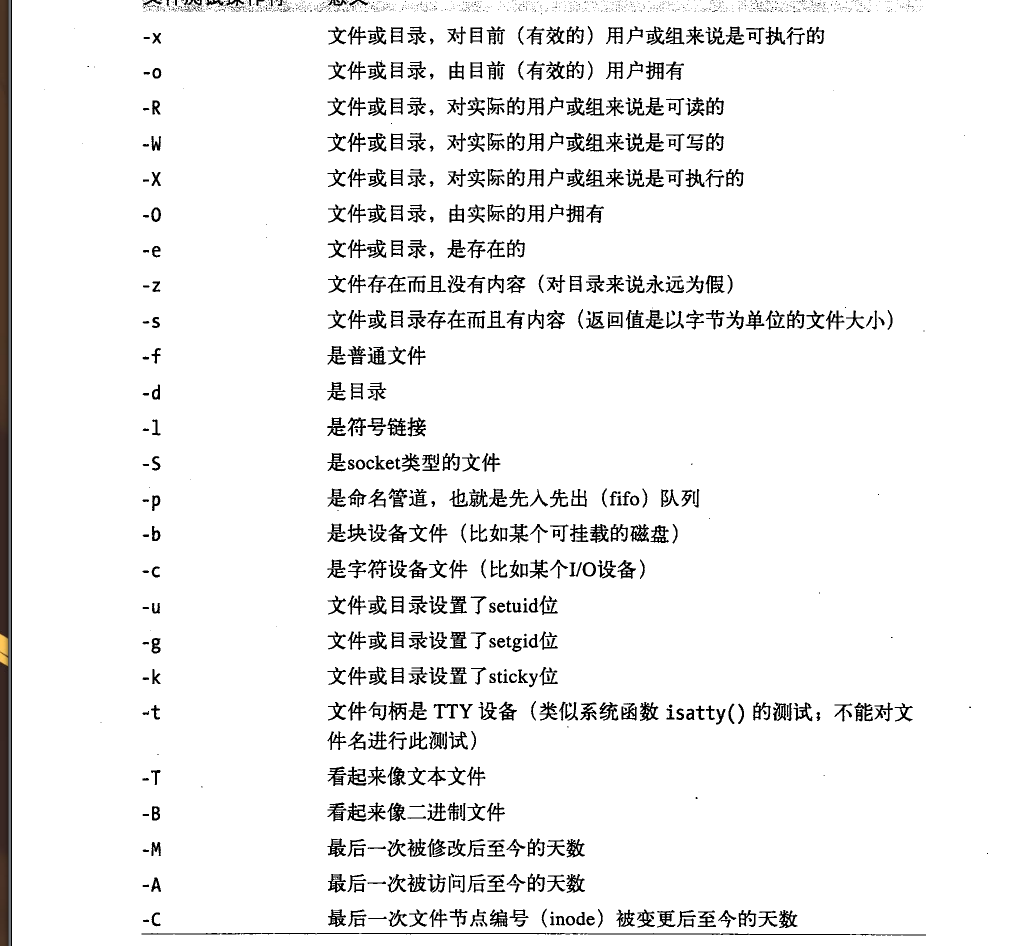 -x 文件或目录，对目前（有效的）用户或组来说是可执行的
-o 文件或目录，由目前（有效的）用户拥有
-R 文件或目录，对实际的用户或组来说是可读的
-W 文件或目录，对实际的用户或组来说是可写的
-X 文件或目录，对实际的用户或组来说是可执行的
-O 文件或目录，由实际的用户拥有
-e 文件或目录，是存在的
-z 文件存在而且没有内容（对目录来说永远为假）
-s 文件或目录存在而且有内容（返回值是以字节为单位的文件大小）
-f 是普通文件
-d 是目录
-l 是符号链接
-S 是socket类型的文件
-p 是命名管道，也就是先入先出（fifo）队列
-b 是块设备文件（比如某个可挂载的磁盘）
-c 是字符设备文件（比如某个I/O设备）
-u 文件或目录设置了setuid位
-g 文件或目录设置了setgid位
-k 文件或目录设置了sticky位
-t 文件句柄是 TTY 设备（类似系统函数 isatty() 的测试；不能对文
件名进行此测试）
-T 看起来像文本文件
-B 看起来像二进制文件
-M 最后一次被修改后至今的天数
-A 最后一次被访问后至今的天数
-C 最后一次文件节点编号（inode）被变更后至今的天数